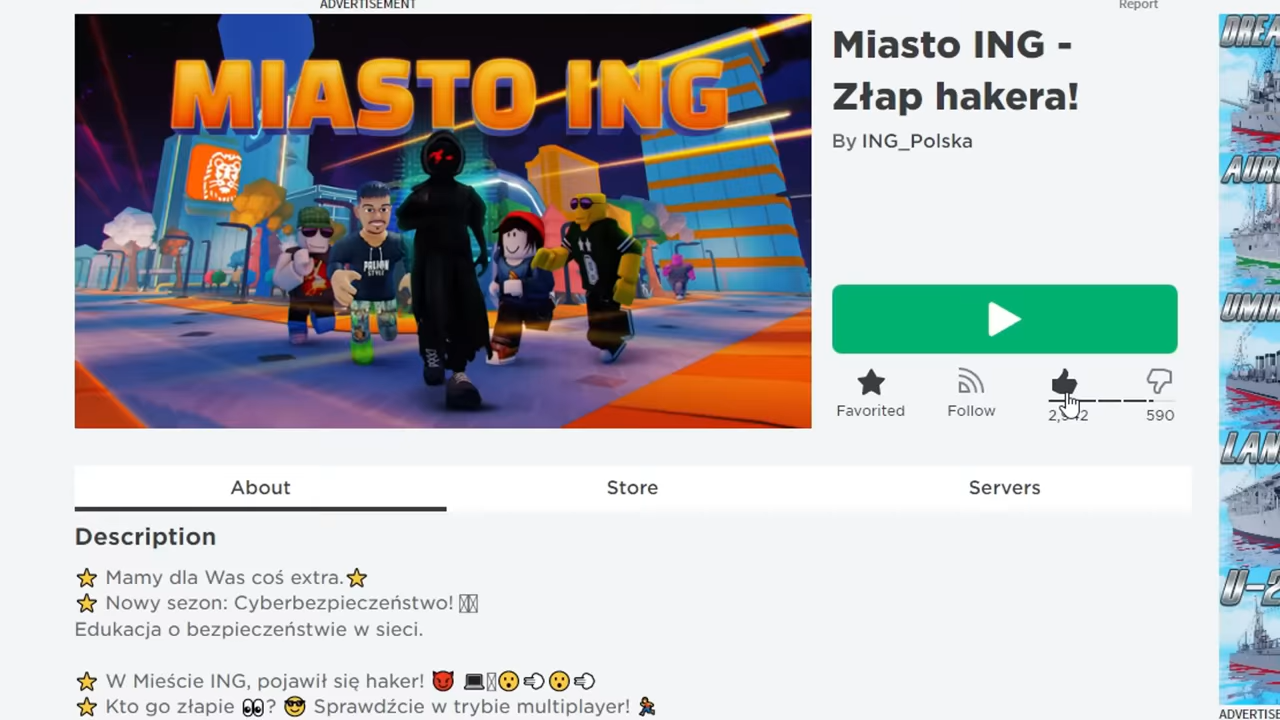 ADVERTISEMENT
Report
MIASTO ING
PALION
STYLE
Miasto ING -
Złap hakera!
By ING_Polska
Favorited
Follow
590
About
Store
Servers
Description
⭐ Mamy dla Was coś extra.⭐
⭐ Nowy sezon: Cyberbezpieczeństwo!
Edukacja o bezpieczeństwie w sieci.
⭐ W Mieście ING, pojawił się haker! 😈 💻😮💨😮💨
⭐ Kto go złapie 👀? 😎 Sprawdźcie w trybie multiplayer! 🏃